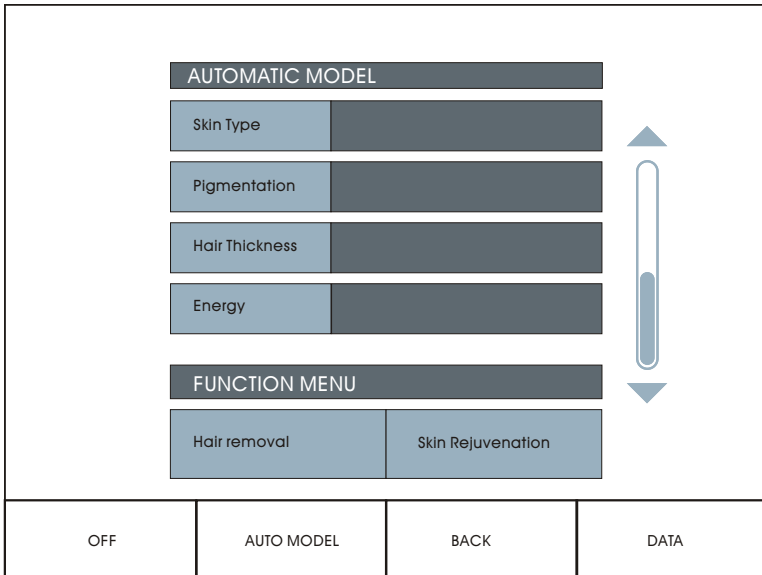 AUTOMATIC MODEL
Skin Type
Pigmentation
Hair Thickness
Energy
FUNCTION MENU
Hair removal
Skin Rejuvenation
OFF
AUTO MODEL
BACK
DATA